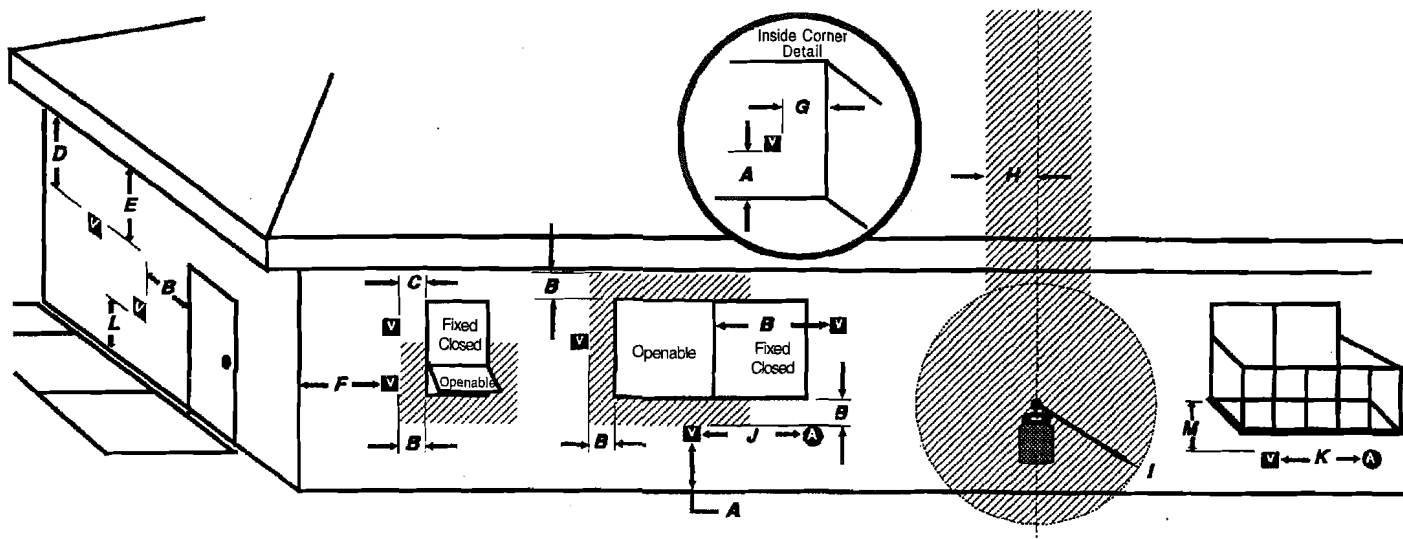 Inside Corner
Detail
G
V
A
H
D
E
V
B
V
L
C
B
V
Fixed
Closed
Openable
F
V
B
V
Openable
B
V
Fixed
Closed
B
B
V
J
A
A
I
M
V
K
A